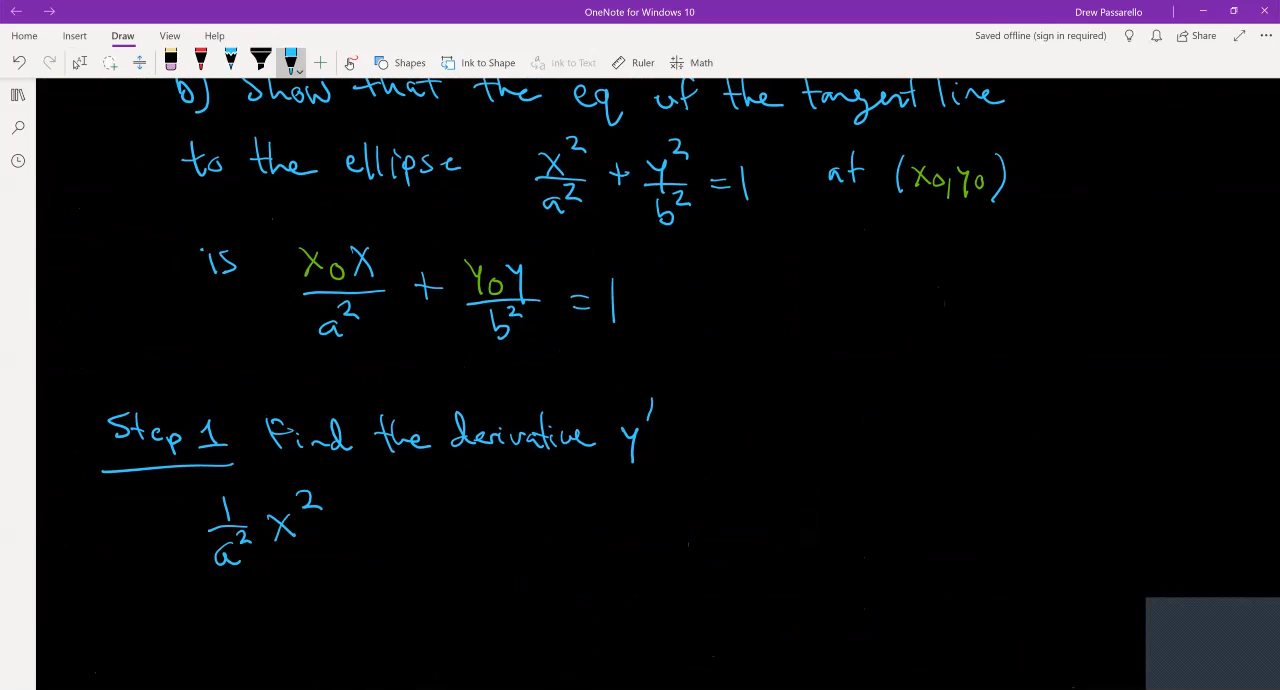 OneNote for Windows 10
Drew Passarello
Home Insert Draw View Help
Saved offline (sign in required)
Share
Shapes
Ink to Shape
Ink to Text
Ruler
Math
b) Show that the eq of the tangent line
to the ellipse x²/a² + y²/b² = 1 at (x₀, y₀)
is x₀x/a² + y₀y/b² = 1
Step 1 Find the derivative y'
1/a² x²